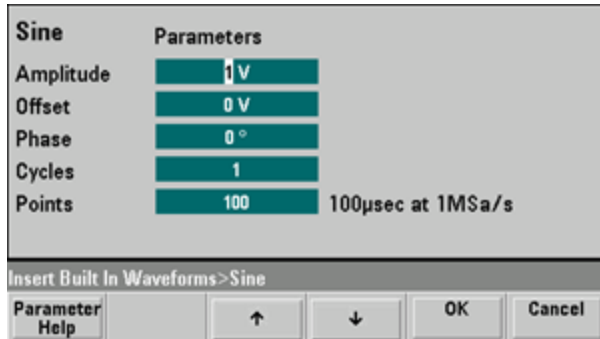 Sine Parameters
Amplitude 1 V
Offset 0 V
Phase 0 °
Cycles 1
Points 100 100µsec at 1MSa/s
Insert Built In Waveforms>Sine
Parameter Help ↑ ↓ OK Cancel